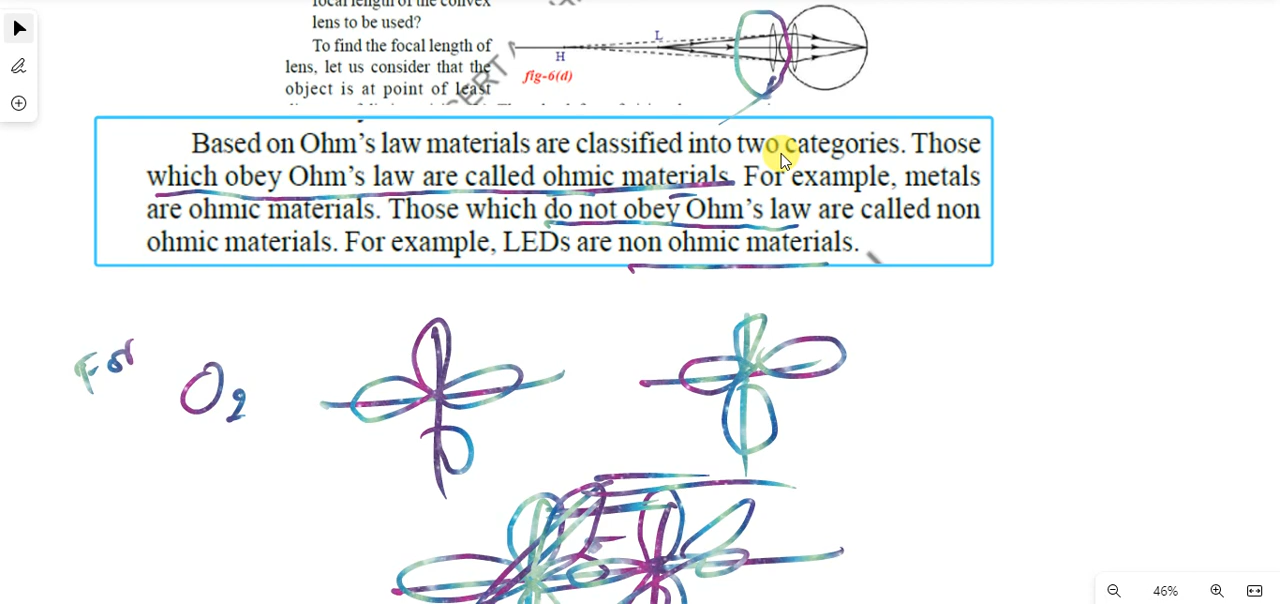 focal length of the convex
lens to be used?
To find the focal length of
lens, let us consider that the
object is at point of least
L
H
fig-6(d)
Based on Ohm's law materials are classified into two categories. Those
which obey Ohm's law are called ohmic materials. For example, metals
are ohmic materials. Those which do not obey Ohm's law are called non
ohmic materials. For example, LEDs are non ohmic materials.
For
O2
46%